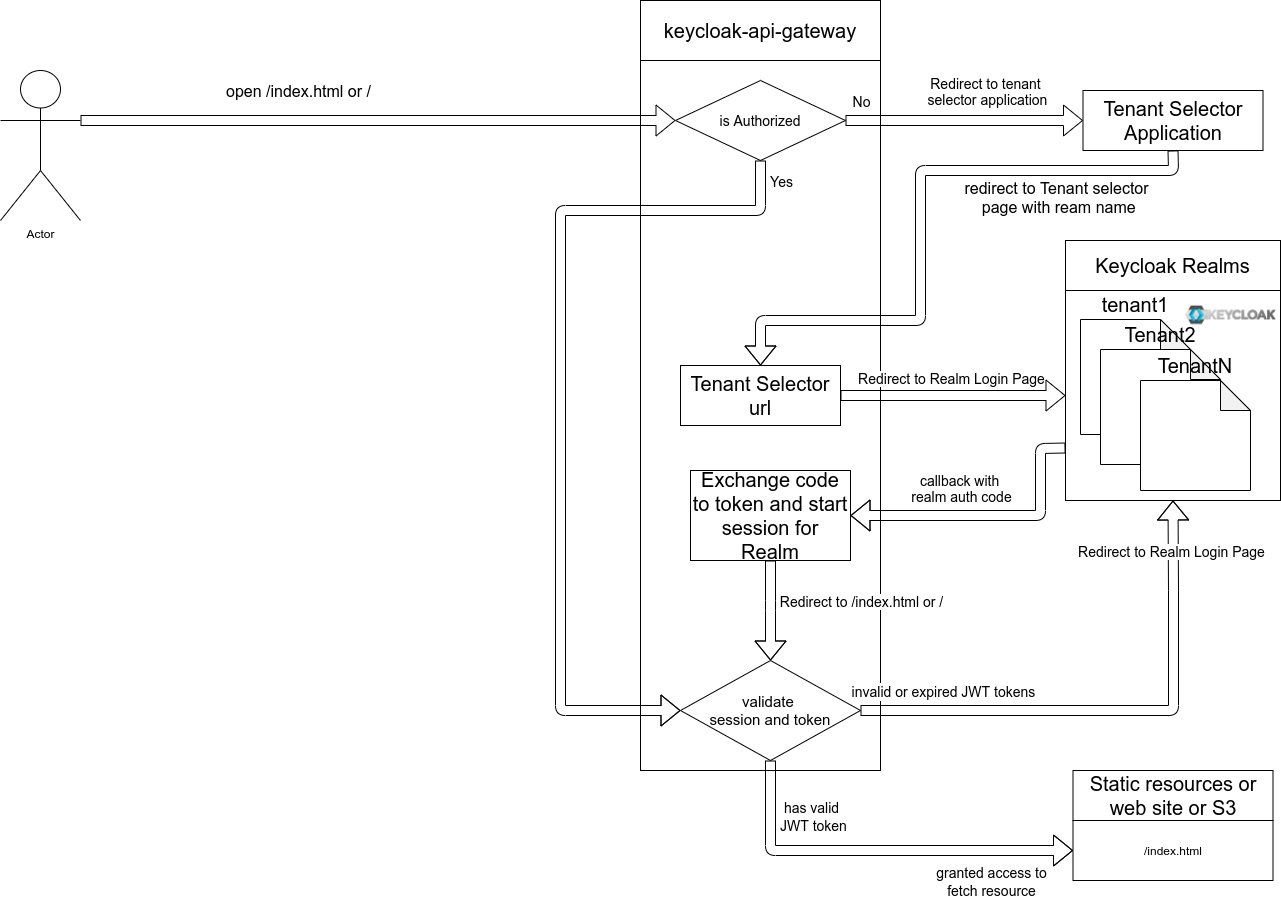 keycloak-api-gateway
open /index.html or /
is Authorized
No
Redirect to tenant
selector application
Tenant Selector
Application
Actor
Yes
redirect to Tenant selector
page with ream name
Keycloak Realms
tenant1
KEYCLOAK
Tenant2
TenantN
Tenant Selector
url
Redirect to Realm Login Page
Exchange code
to token and start
session for
Realm
callback with
realm auth code
Redirect to Realm Login Page
Redirect to /index.html or /
validate
session and token
invalid or expired JWT tokens
has valid
JWT token
Static resources or
web site or S3
/index.html
granted access to
fetch resource